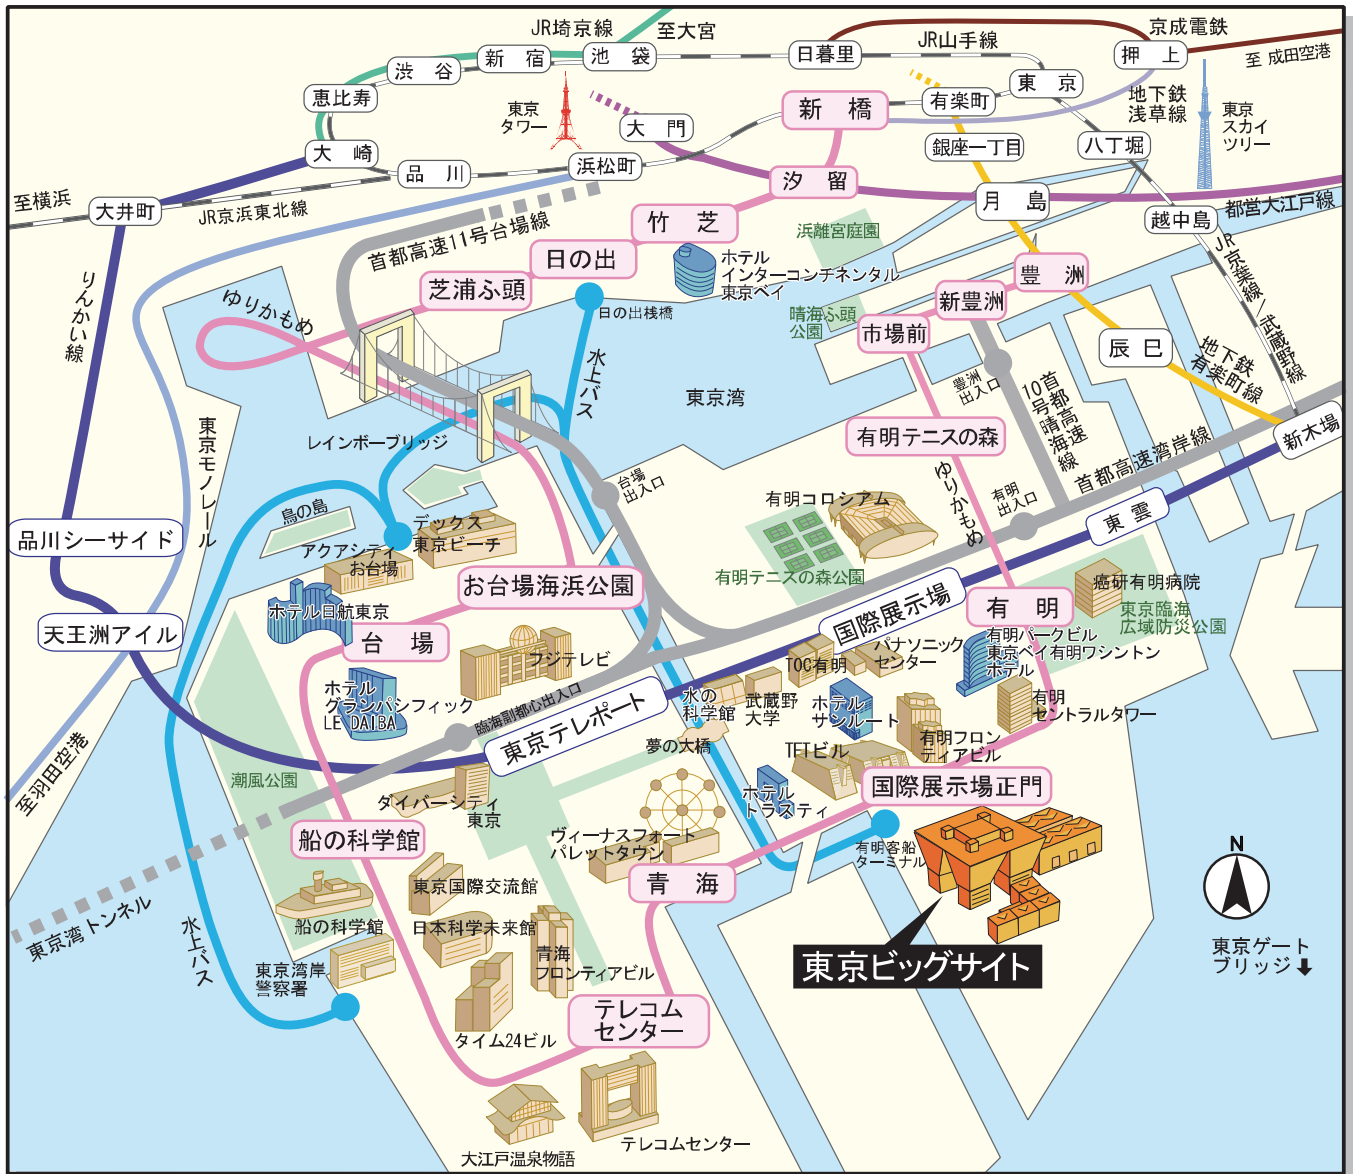 JR埼京線
至大宮
京成電鉄
JR山手線
至 成田空港
新 宿
池 袋
日暮里
押 上
渋 谷
恵比寿
東京
タワー
大 門
新 橋
有楽町
東 京
地下鉄
浅草線
東京
スカイ
ツリー
大 崎
品 川
浜松町
汐 留
銀座一丁目
八丁堀
至横浜
大井町
JR京浜東北線
首都高速11号台場線
竹 芝
月 島
越中島
都営大江戸線
浜離宮庭園
JR京葉線/武蔵野線
りんかい線
ゆりかもめ
芝浦ふ頭
日の出
ホテル
インターコンチネンタル
東京ベイ
豊 洲
新豊洲
日の出桟橋
晴海ふ頭
公園
市場前
辰 巳
地下鉄
有楽町線
水上バス
東京湾
豊洲
出入口
10号晴海線
首都高速
新木場
東京モノレール
レインボーブリッジ
有明テニスの森
首都高速湾岸線
台場
出入口
ゆりかもめ
有明
出入口
有明コロシアム
鳥の島
デックス
東京ビーチ
東 雲
品川シーサイド
アクアシティ
お台場
お台場海浜公園
有明テニスの森公園
癌研有明病院
ホテル日航東京
国際展示場
有 明
東京臨海
広域防災公園
天王洲アイル
台 場
フジテレビ
TOC有明
パナソニック
センター
有明パークビル
東京ベイ有明ワシントン
ホテル
ホテル
グランパシフィック
LE DAIBA
臨海副都心出入口
東京テレポート
水の
科学館
武蔵野
大学
ホテル
サンルート
有明
セントラルタワー
夢の大橋
TFTビル
有明フロン
ティアビル
至羽田空港
潮風公園
ダイバーシティ
東京
ホテル
トラスティ
国際展示場正門
船の科学館
ヴィーナスフォート
パレットタウン
有明客船
ターミナル
N
青 海
東京国際交流館
東京湾トンネル
水上バス
船の科学館
日本科学未来館
東京湾岸
警察署
青海
フロンティアビル
東京ビッグサイト
東京ゲート
ブリッジ
テレコム
センター
タイム24ビル
テレコムセンター
大江戸温泉物語